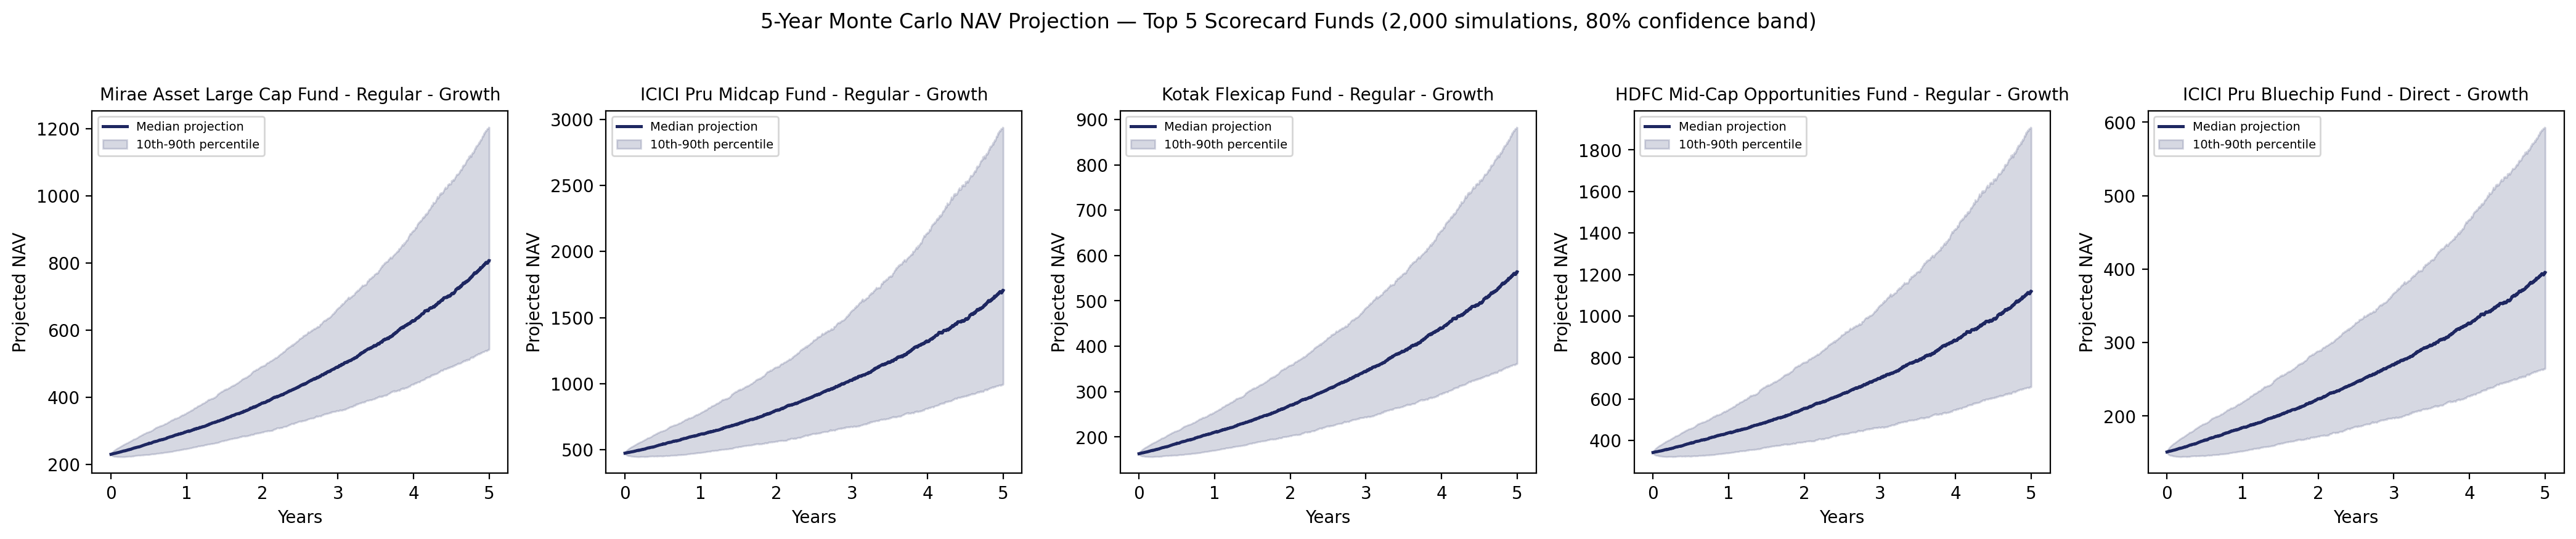 5-Year Monte Carlo NAV Projection — Top 5 Scorecard Funds (2,000 simulations, 80% confidence band)
Mirae Asset Large Cap Fund - Regular - Growth
Median projection
10th-90th percentile
1200
1000
800
600
400
200
Projected NAV
0 1 2 3 4 5
Years
ICICI Pru Midcap Fund - Regular - Growth
Median projection
10th-90th percentile
3000
2500
2000
1500
1000
500
Projected NAV
0 1 2 3 4 5
Years
Kotak Flexicap Fund - Regular - Growth
Median projection
10th-90th percentile
900
800
700
600
500
400
300
200
Projected NAV
0 1 2 3 4 5
Years
HDFC Mid-Cap Opportunities Fund - Regular - Growth
Median projection
10th-90th percentile
1800
1600
1400
1200
1000
800
600
400
Projected NAV
0 1 2 3 4 5
Years
ICICI Pru Bluechip Fund - Direct - Growth
Median projection
10th-90th percentile
600
500
400
300
200
Projected NAV
0 1 2 3 4 5
Years